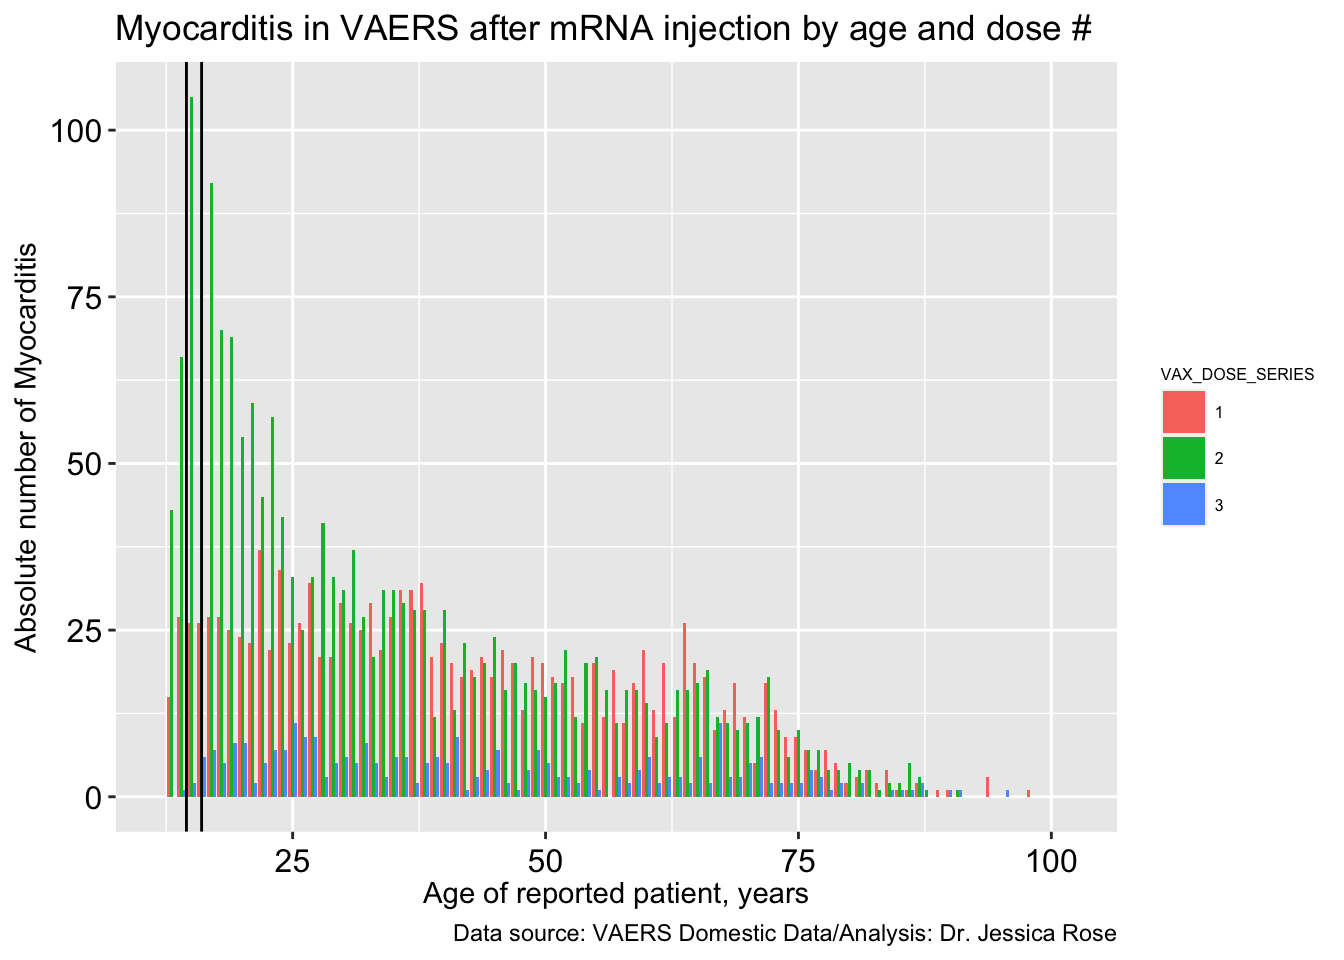 Myocarditis in VAERS after mRNA injection by age and dose #
Absolute number of Myocarditis
100
75
50
25
0
25
50
75
100
Age of reported patient, years
Data source: VAERS Domestic Data/Analysis: Dr. Jessica Rose
VAX_DOSE_SERIES
1
2
3